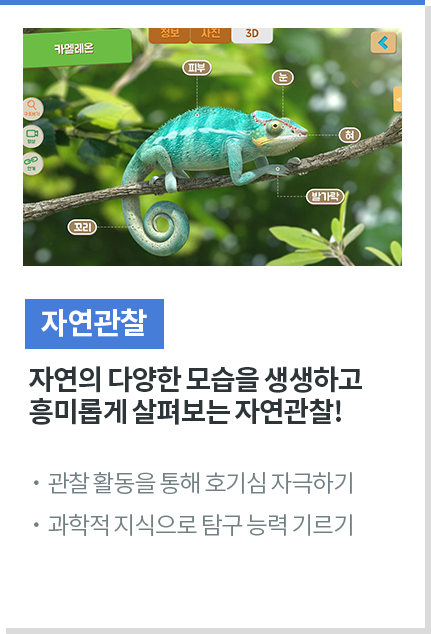 카멜레온
정보
사진
3D
피부
눈
혀
발가락
꼬리
자연관찰
자연의 다양한 모습을 생생하고
흥미롭게 살펴보는 자연관찰!
• 관찰 활동을 통해 호기심 자극하기
• 과학적 지식으로 탐구 능력 기르기